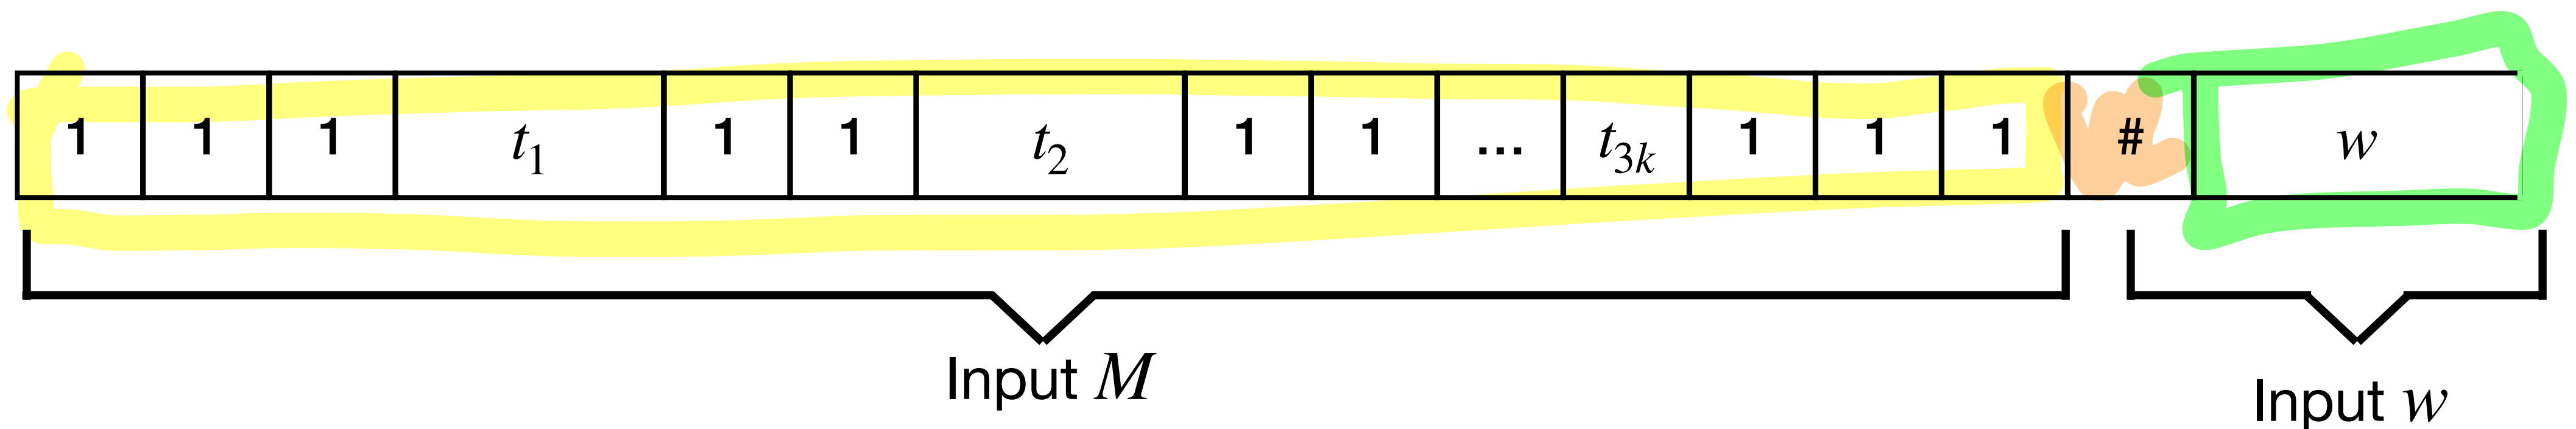 1 1 1 t₁ 1 1 t₂ 1 1 ... t₃ₖ 1 1 1 # w
Input M
Input w